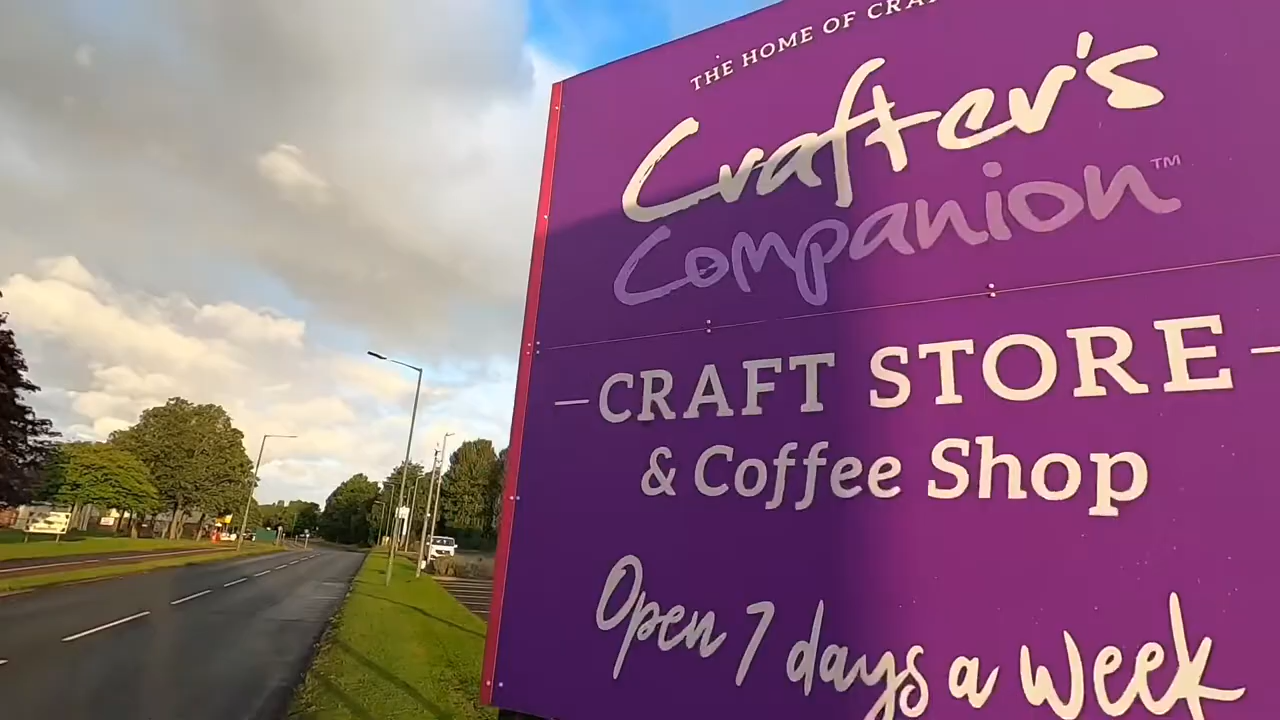 THE HOME OF
Crafter's
Companion™
—CRAFT STORE—
& Coffee Shop
Open 7 days a week